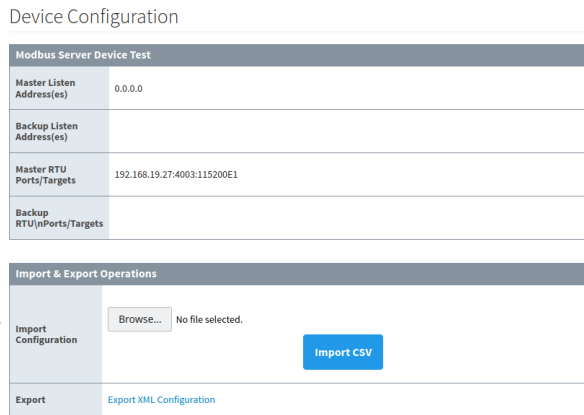 Device Configuration
Modbus Server Device Test
Master Listen
Address(es)
0.0.0.0
Backup Listen
Address(es)
Master RTU
Ports/Targets
192.168.19.27:4003:115200E1
Backup
RTU\nPorts/Targets
Import & Export Operations
Import
Configuration
Browse... No file selected.
Import CSV
Export
Export XML Configuration